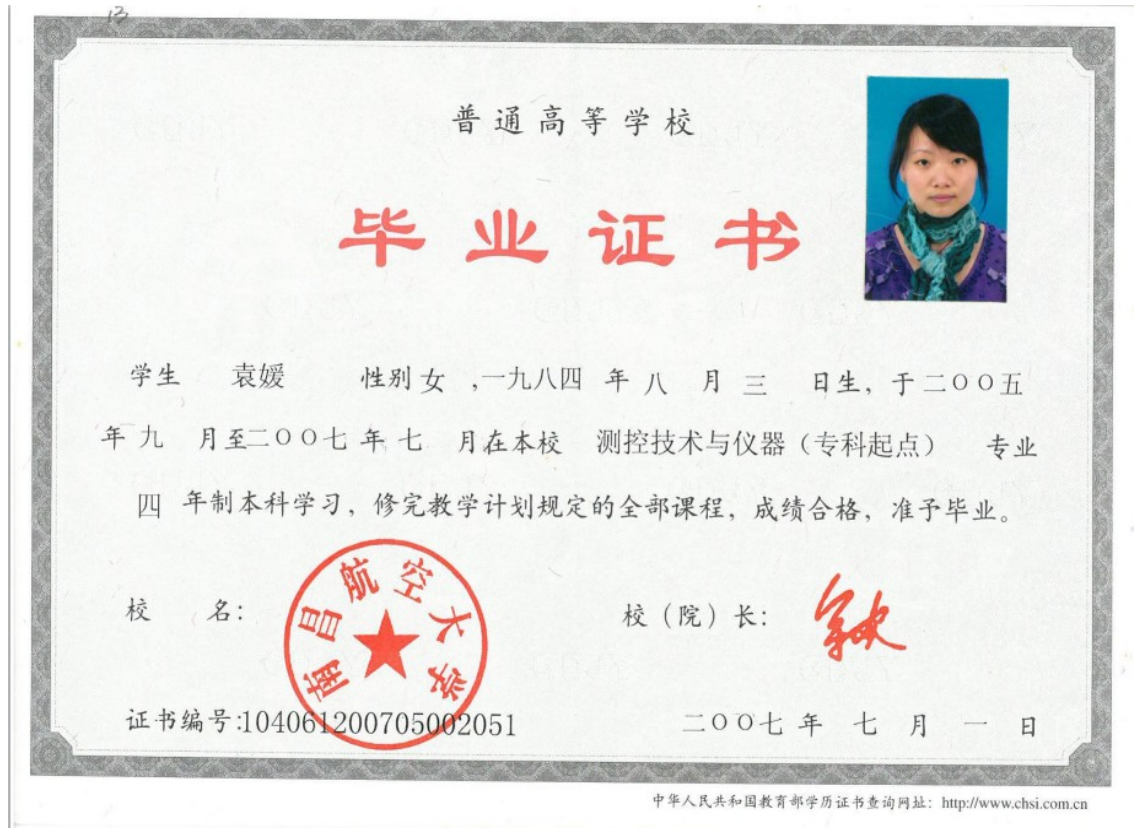 13
普通高等学校
毕业证书
学生 袁媛 性别女,一九八四 年 八 月 三 日生，于二〇〇五
年九 月至二〇〇七年七 月在本校 测控技术与仪器（专科起点） 专业
四 年制本科学习，修完教学计划规定的全部课程，成绩合格，准予毕业。
校 名：
南昌航空大学
校（院）长：
证书编号:104061200705002051
二〇〇七年 七 月 一 日
中华人民共和国教育部学历证书查询网址：http://www.chsi.com.cn